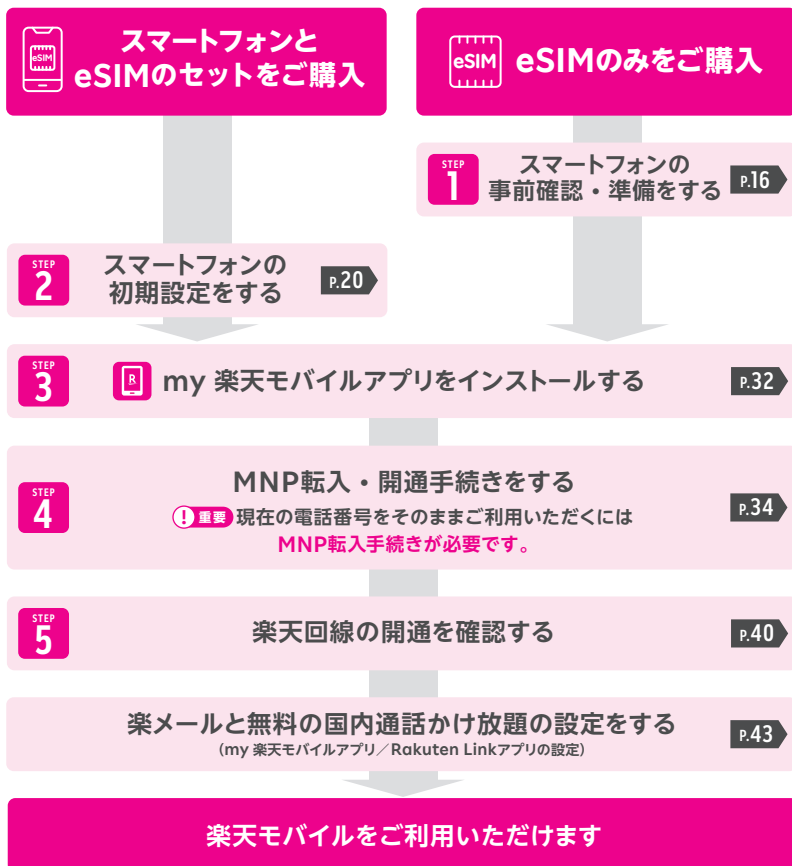 eSIM
スマートフォンと
eSIMのセットをご購入
eSIM
eSIMのみをご購入
STEP
1
スマートフォンの
事前確認・準備をする
P.16
STEP
2
スマートフォンの
初期設定をする
P.20
STEP
3
R
my 楽天モバイルアプリをインストールする
P.32
STEP
4
MNP転入・開通手続きをする
! 重要 現在の電話番号をそのままご利用いただくには
MNP転入手続きが必要です。
P.34
STEP
5
楽天回線の開通を確認する
P.40
楽メールと無料の国内通話かけ放題の設定をする
(my 楽天モバイルアプリ／Rakuten Linkアプリの設定)
P.43
楽天モバイルをご利用いただけます